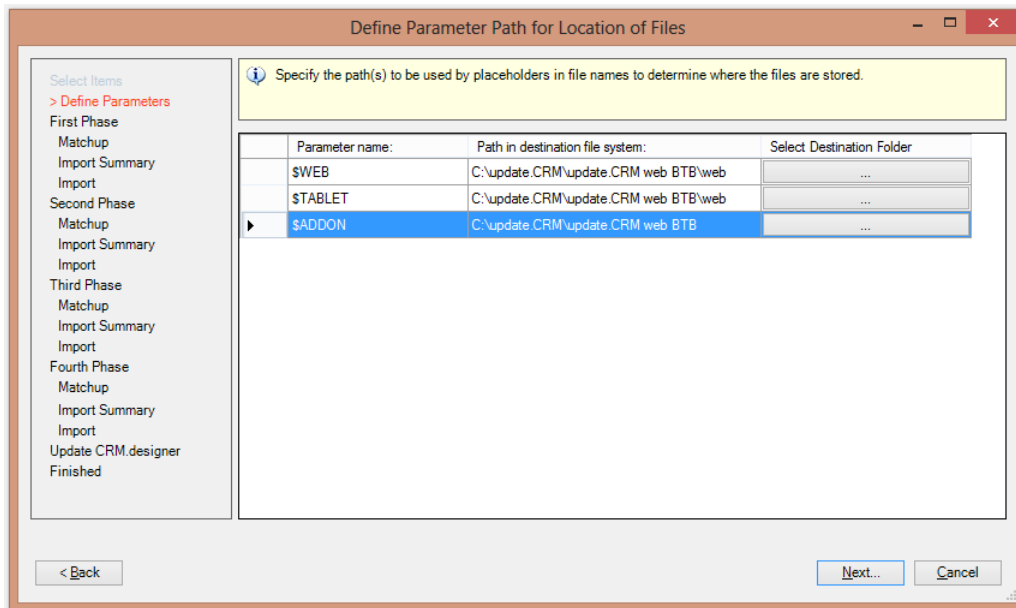 Define Parameter Path for Location of Files
Select Items
> Define Parameters
First Phase
Matchup
Import Summary
Import
Second Phase
Matchup
Import Summary
Import
Third Phase
Matchup
Import Summary
Import
Fourth Phase
Matchup
Import Summary
Import
Update CRM.designer
Finished
Specify the path(s) to be used by placeholders in file names to determine where the files are stored.
Parameter name: Path in destination file system: Select Destination Folder
$WEB C:\update.CRM\update.CRM web BTB\web ...
$TABLET C:\update.CRM\update.CRM web BTB\web ...
$ADDON C:\update.CRM\update.CRM web BTB ...
< Back Next... Cancel